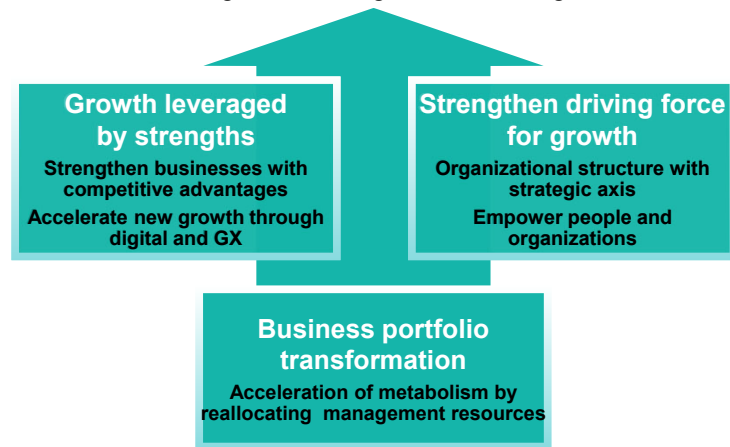 Growth leveraged
by strengths
Strengthen businesses with
competitive advantages
Accelerate new growth through
digital and GX
Strengthen driving force
for growth
Organizational structure with
strategic axis
Empower people and
organizations
Business portfolio
transformation
Acceleration of metabolism by
reallocating management resources